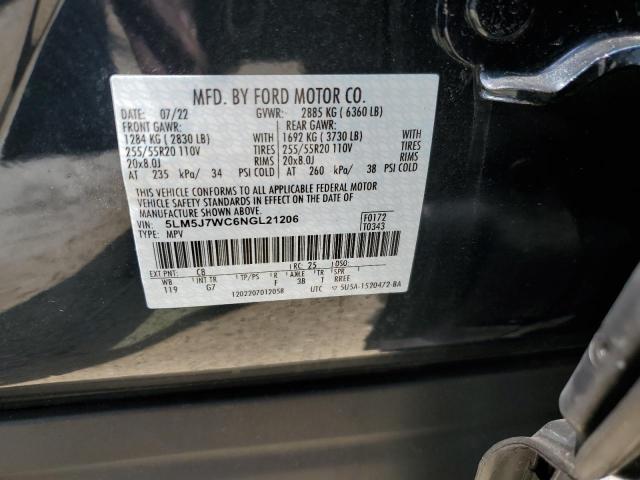 MFD. BY FORD MOTOR CO.
DATE: 07/22 GVWR: 2885 KG ( 6360 LB)
FRONT GAWR: REAR GAWR:
1284 KG ( 2830 LB) WITH 1692 KG ( 3730 LB) WITH
255/55R20 110V TIRES 255/55R20 110V TIRES
20x8.0J RIMS 20x8.0J RIMS
AT 235 kPa/ 34 PSI COLD AT 260 kPa/ 38 PSI COLD
THIS VEHICLE CONFORMS TO ALL APPLICABLE FEDERAL MOTOR
VEHICLE SAFETY STANDARDS IN EFFECT ON THE DATE OF
MANUFACTURE SHOWN ABOVE.
VIN: 5LM5J7WC6NGL21206 F0172
TYPE: MPV T0343
EXT PNT: C8 RC: 25 DSO:
WB INT TR TP/PS R AXLE TR SPR
119 G7 F 3B T RREE
1202207012058 UTC 5U5A-1520472-BA